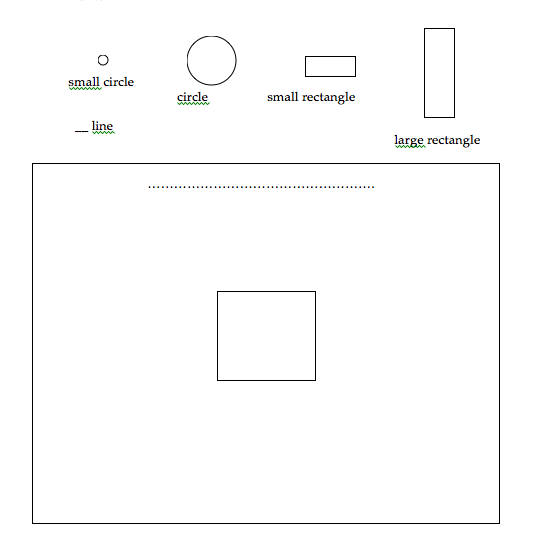 small circle
circle
small rectangle
__ line
large rectangle
....................................................